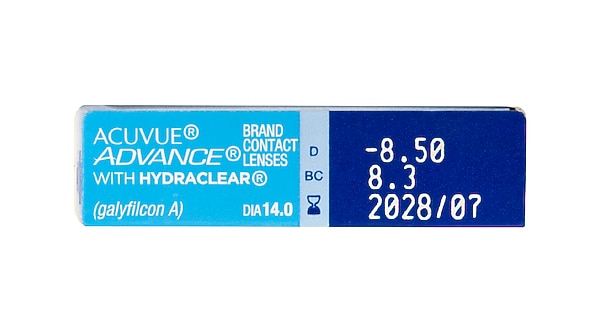 ACUVUE® BRAND
ADVANCE® CONTACT LENSES
WITH HYDRACLEAR®
(galyfilcon A) DIA 14.0
D -8.50
BC 8.3
2028/07